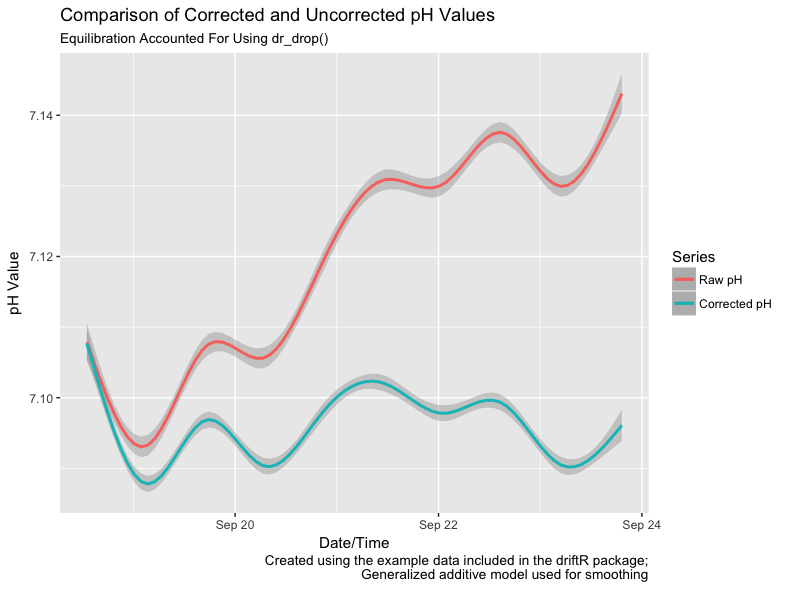 Comparison of Corrected and Uncorrected pH Values
Equilibration Accounted For Using dr_drop()
7.14
7.12
7.10
pH Value
Sep 20
Sep 22
Sep 24
Date/Time
Series
Raw pH
Corrected pH
Created using the example data included in the driftR package;
Generalized additive model used for smoothing